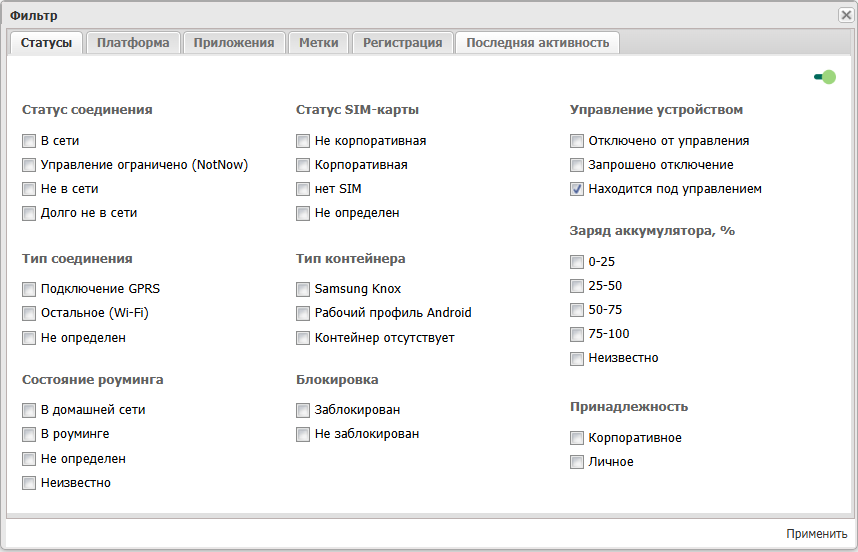 Фильтр
Статусы Платформа Приложения Метки Регистрация Последняя активность
Статус соединения
В сети
Управление ограничено (NotNow)
Не в сети
Долго не в сети
Тип соединения
Подключение GPRS
Остальное (Wi-Fi)
Не определен
Состояние роуминга
В домашней сети
В роуминге
Не определен
Неизвестно
Статус SIM-карты
Не корпоративная
Корпоративная
нет SIM
Не определен
Тип контейнера
Samsung Knox
Рабочий профиль Android
Контейнер отсутствует
Блокировка
Заблокирован
Не заблокирован
Управление устройством
Отключено от управления
Запрошено отключение
Находится под управлением
Заряд аккумулятора, %
0-25
25-50
50-75
75-100
Неизвестно
Принадлежность
Корпоративное
Личное
Применить